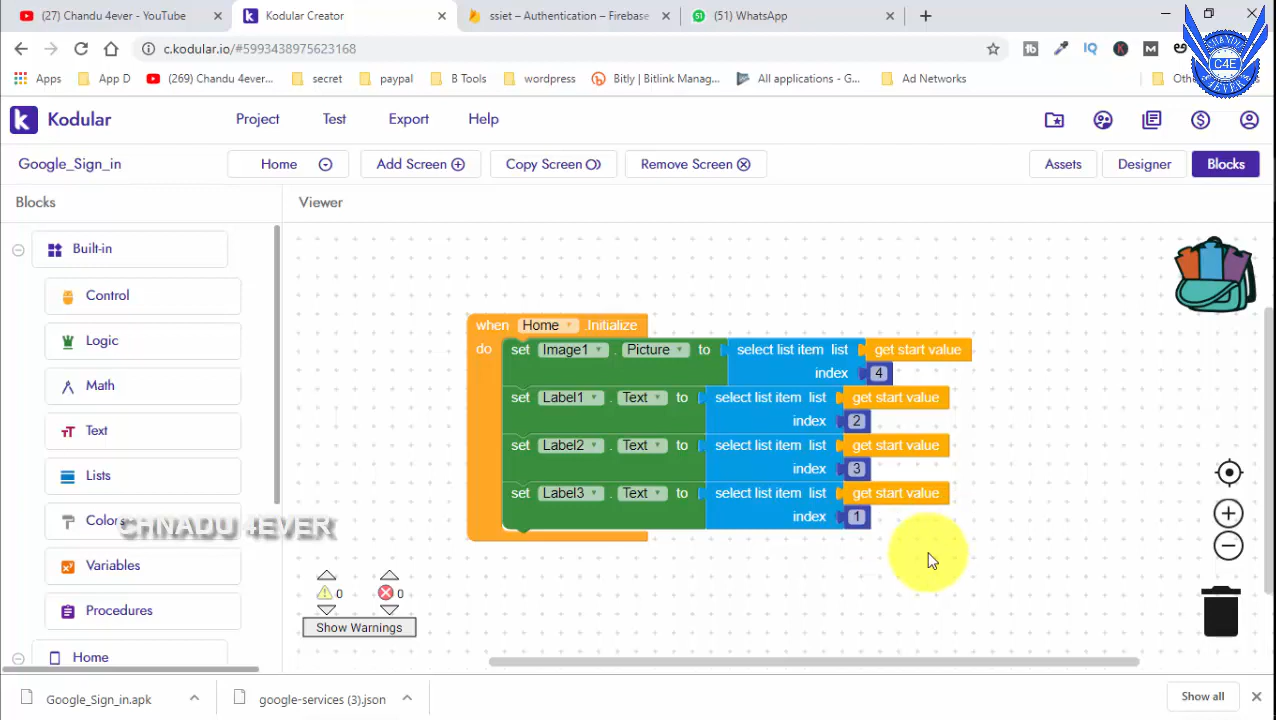 (27) Chandu 4ever - YouTube
Kodular Creator
ssiet – Authentication – Firebase
(51) WhatsApp
c.kodular.io/#5993438975623168
Apps
App D
(269) Chandu 4ever...
secret
paypal
B Tools
wordpress
Bitly | Bitlink Manag...
All applications - G...
Ad Networks
CHANDU
C4E
4EVER
Kodular
Project
Test
Export
Help
Google_Sign_in
Home
Add Screen
Copy Screen
Remove Screen
Assets
Designer
Blocks
Blocks
Viewer
Built-in
Control
Logic
Math
Text
Lists
Colors
Variables
Procedures
Home
CHNADU 4EVER
when Home .Initialize
do set Image1 . Picture to select list item list get start value
index 4
set Label1 . Text to select list item list get start value
index 2
set Label2 . Text to select list item list get start value
index 3
set Label3 . Text to select list item list get start value
index 1
0 0
Show Warnings
Google_Sign_in.apk
google-services (3).json
Show all